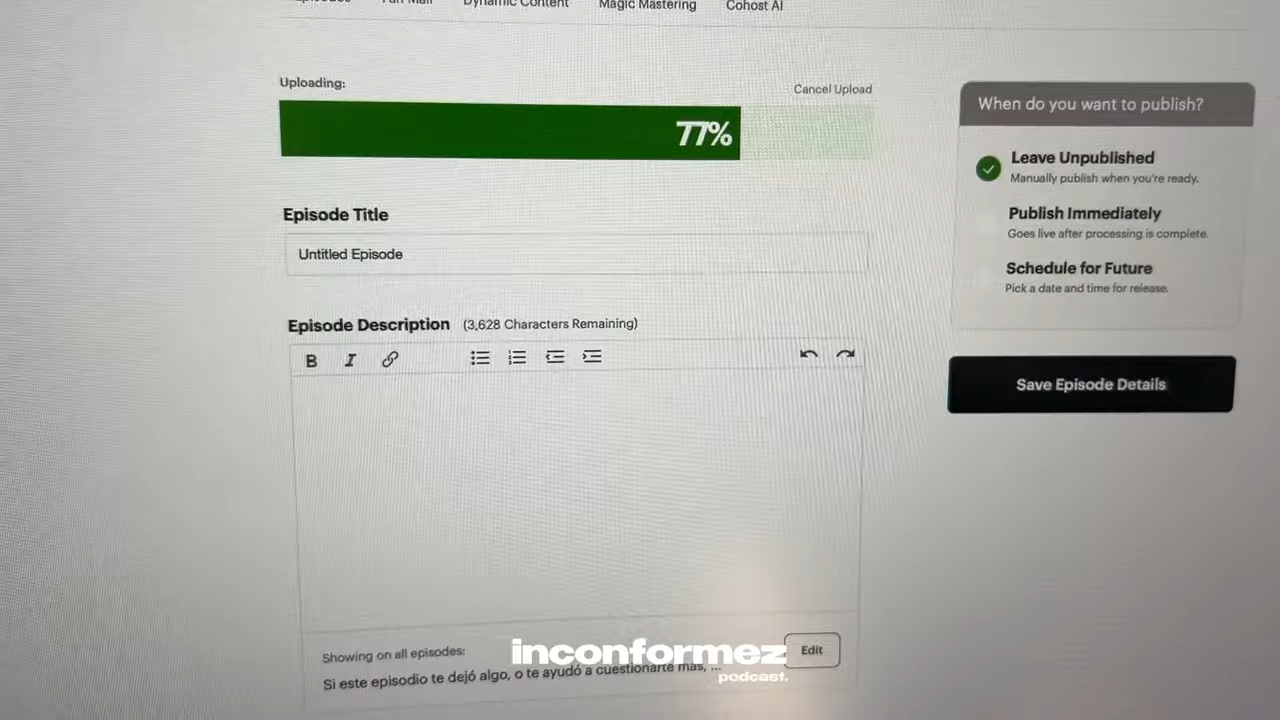 Episodes
Fan Mail
Dynamic Content
Magic Mastering
Cohost AI
Uploading:
Cancel Upload
77%
When do you want to publish?
Leave Unpublished
Manually publish when you're ready.
Publish Immediately
Goes live after processing is complete.
Schedule for Future
Pick a date and time for release.
Save Episode Details
Episode Title
Untitled Episode
Episode Description (3,628 Characters Remaining)
B I
Showing on all episodes:
Edit
Si este episodio te dejó algo, o te ayudó a cuestionarte más, ...
inconformez
podcast.